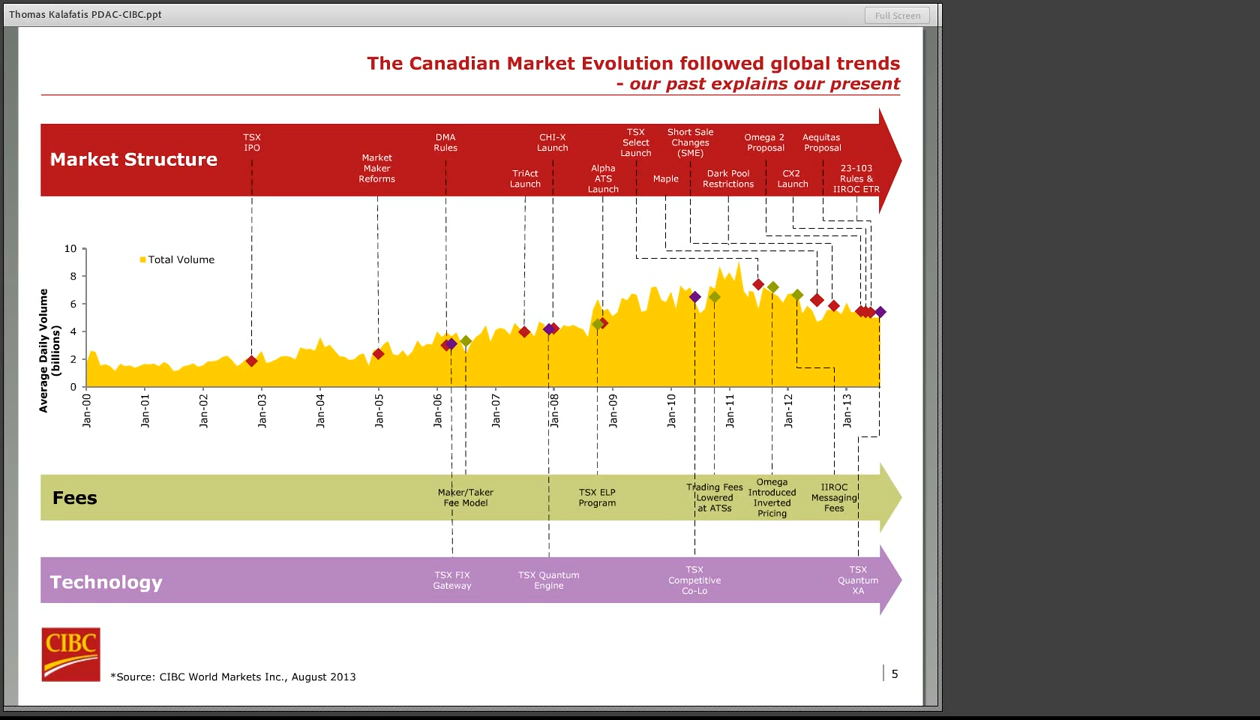 Thomas Kalafatis PDAC-CIBC.ppt
Full Screen
The Canadian Market Evolution followed global trends
- our past explains our present
Market Structure
TSX
IPO
Market
Maker
Reforms
DMA
Rules
TriAct
Launch
CHI-X
Launch
Alpha
ATS
Launch
TSX
Select
Launch
Maple
Short Sale
Changes
(SME)
Dark Pool
Restrictions
Omega 2
Proposal
CX2
Launch
Aequitas
Proposal
23-103
Rules &
IIROC ETR
Average Daily Volume
(billions)
10
8
6
4
2
0
Total Volume
Jan-00
Jan-01
Jan-02
Jan-03
Jan-04
Jan-05
Jan-06
Jan-07
Jan-08
Jan-09
Jan-10
Jan-11
Jan-12
Jan-13
Fees
Maker/Taker
Fee Model
TSX ELP
Program
Trading Fees
Lowered
at ATSs
Omega
Introduced
Inverted
Pricing
IIROC
Messaging
Fees
Technology
TSX FIX
Gateway
TSX Quantum
Engine
TSX
Competitive
Co-Lo
TSX
Quantum
XA
CIBC
*Source: CIBC World Markets Inc., August 2013
5